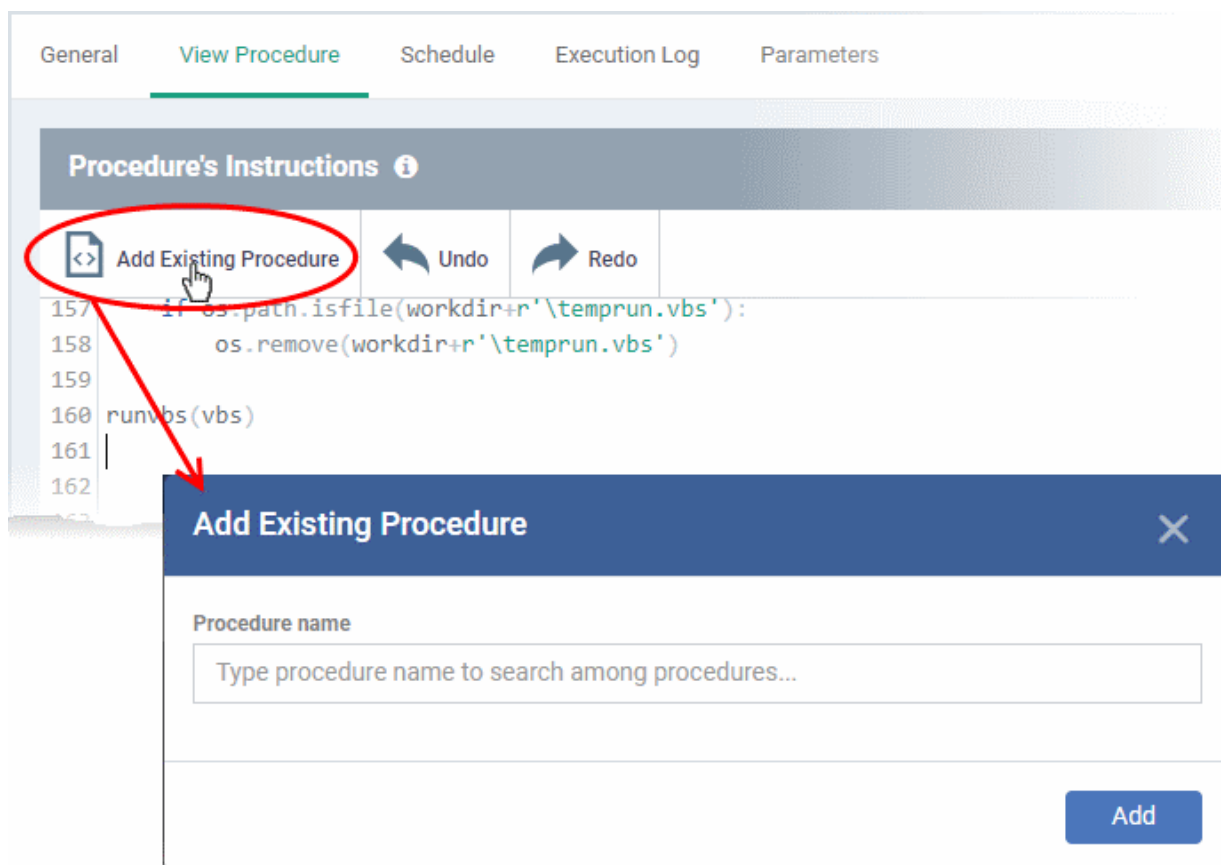 General View Procedure Schedule Execution Log Parameters
Procedure's Instructions
Add Existing Procedure Undo Redo
157 if os.path.isfile(workdir+r'\temprun.vbs'):
158 os.remove(workdir+r'\temprun.vbs')
159
160 runvbs(vbs)
161
162
Add Existing Procedure
Procedure name
Type procedure name to search among procedures...
Add